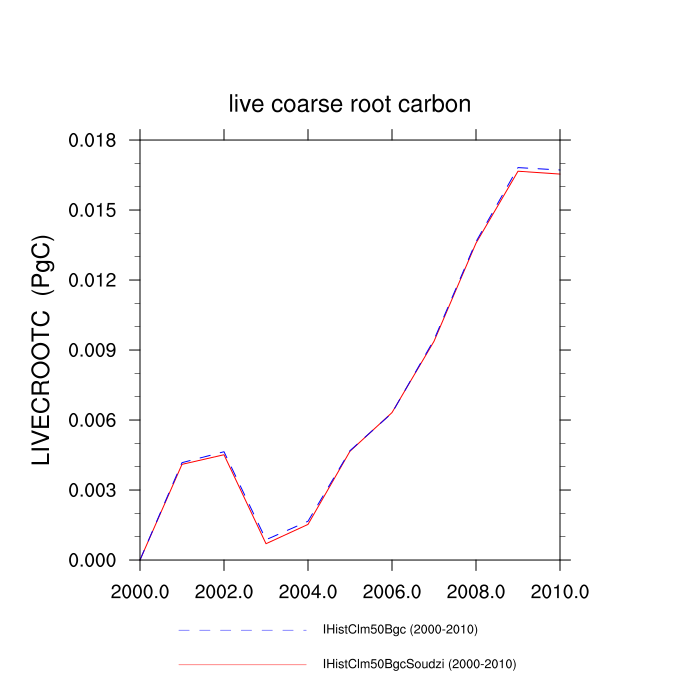 live coarse root carbon
0.018
0.015
0.012
0.009
0.006
0.003
0.000
LIVECROOTC (PgC)
2000.0 2002.0 2004.0 2006.0 2008.0 2010.0
IHistClm50Bgc (2000-2010)
IHistClm50BgcSoudzi (2000-2010)